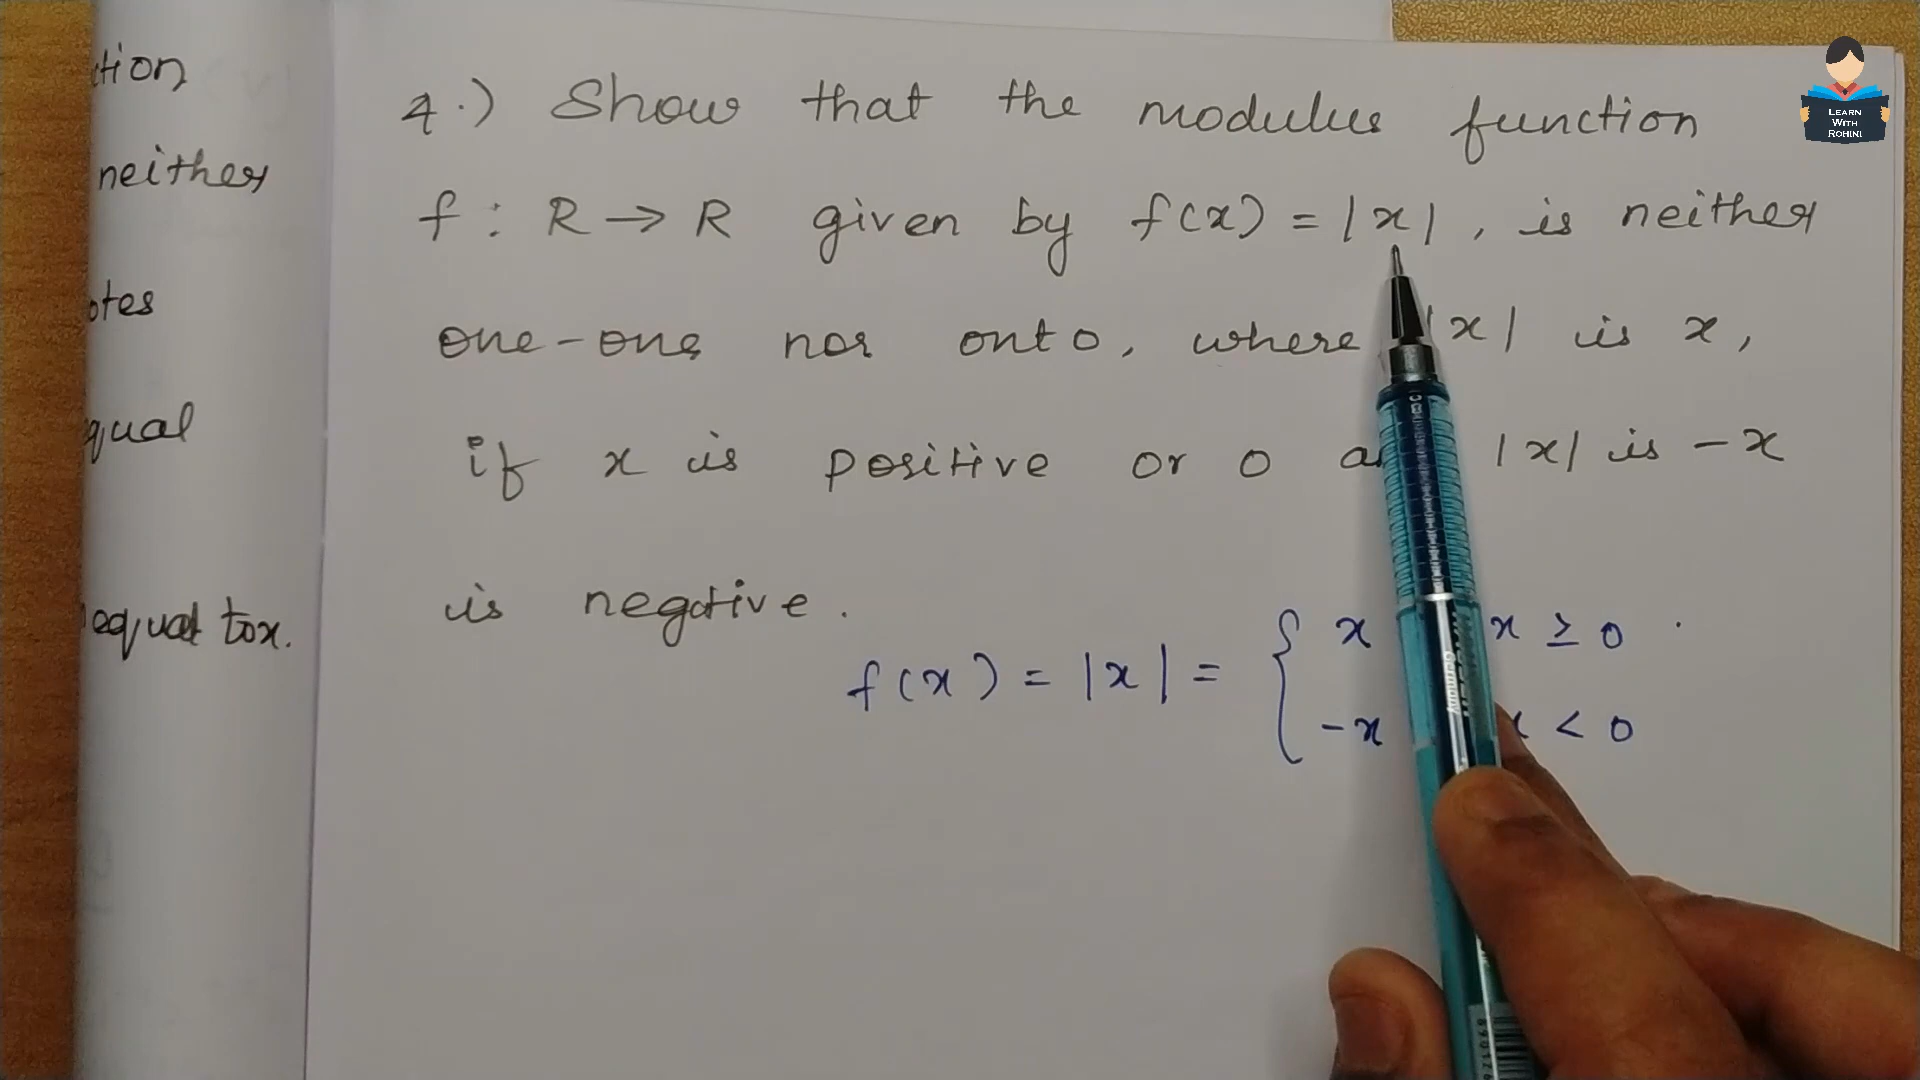 tion
neither
otes
qual
equal to x.
4.) Show that the modulus function
f : R → R given by f(x) = |x|, is neither
one-one nor onto, where |x| is x,
if x is positive or 0 a |x| is -x
is negative.
f(x) = |x| = { x x ≥ 0
-x x < 0
LEARN
WITH
ROHINI
Germany